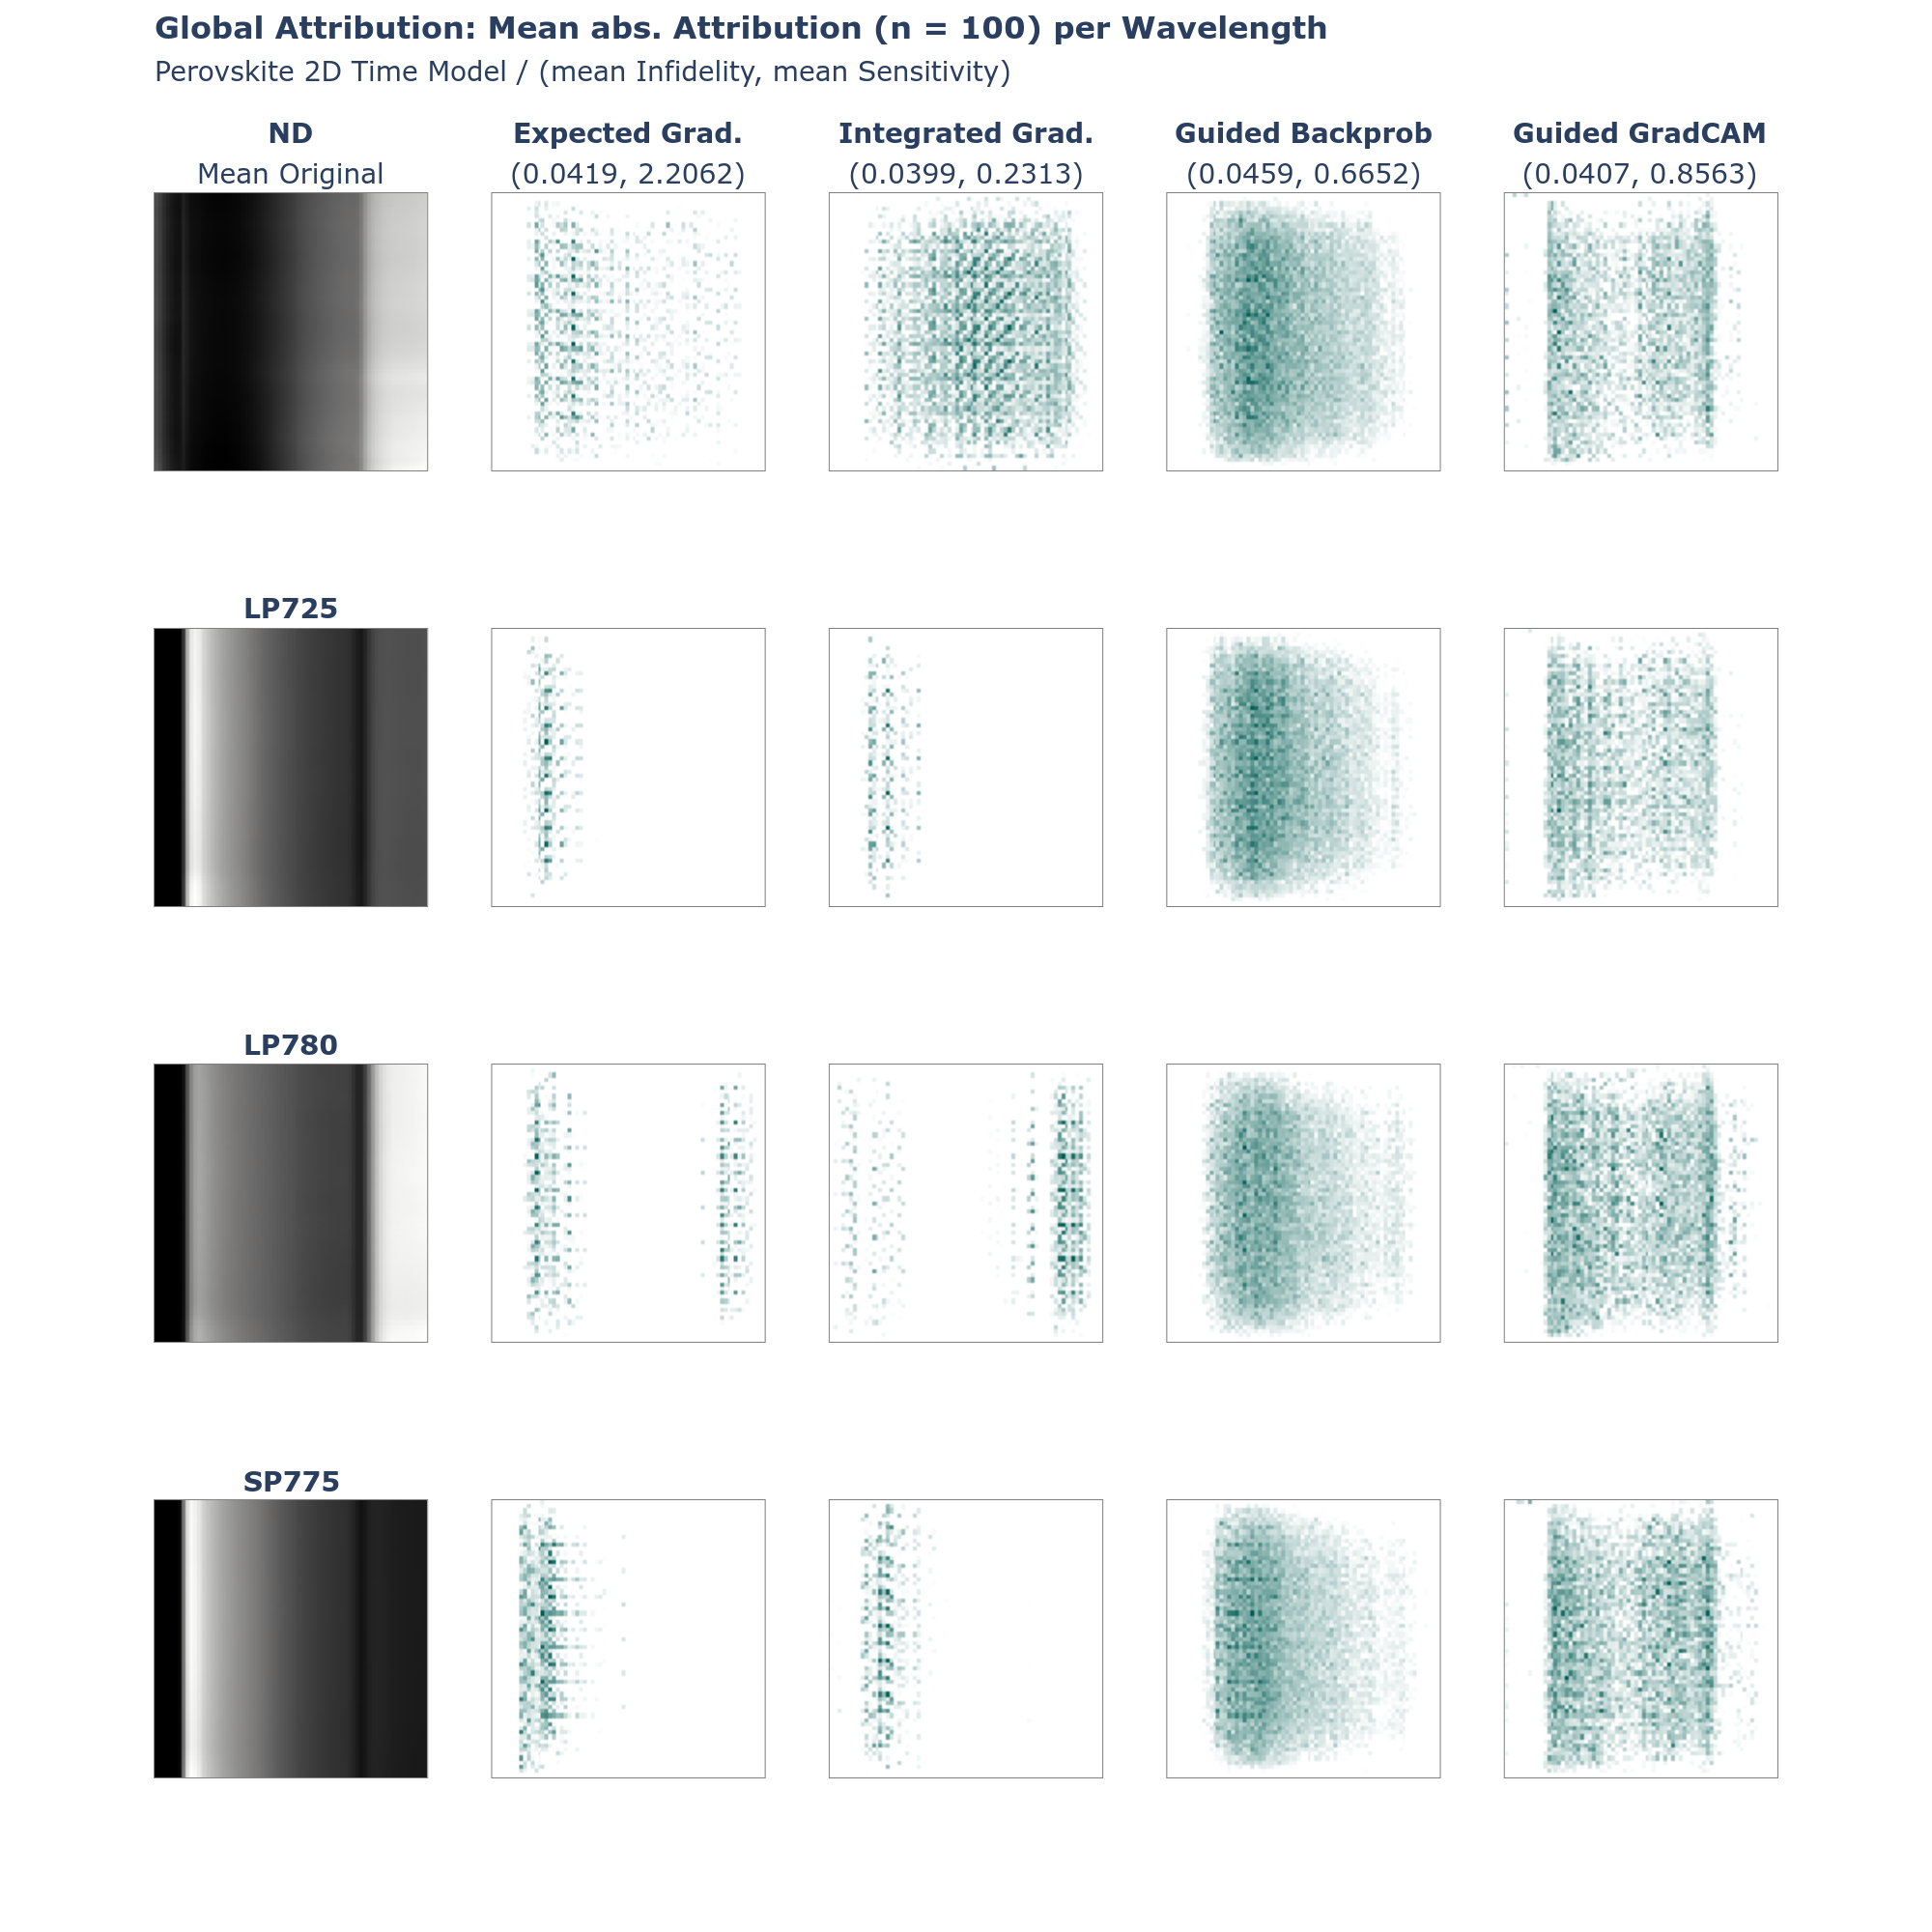 Global Attribution: Mean abs. Attribution (n = 100) per Wavelength
Perovskite 2D Time Model / (mean Infidelity, mean Sensitivity)
ND Expected Grad. Integrated Grad. Guided Backprob Guided GradCAM
Mean Original (0.0419, 2.2062) (0.0399, 0.2313) (0.0459, 0.6652) (0.0407, 0.8563)
LP725
LP780
SP775